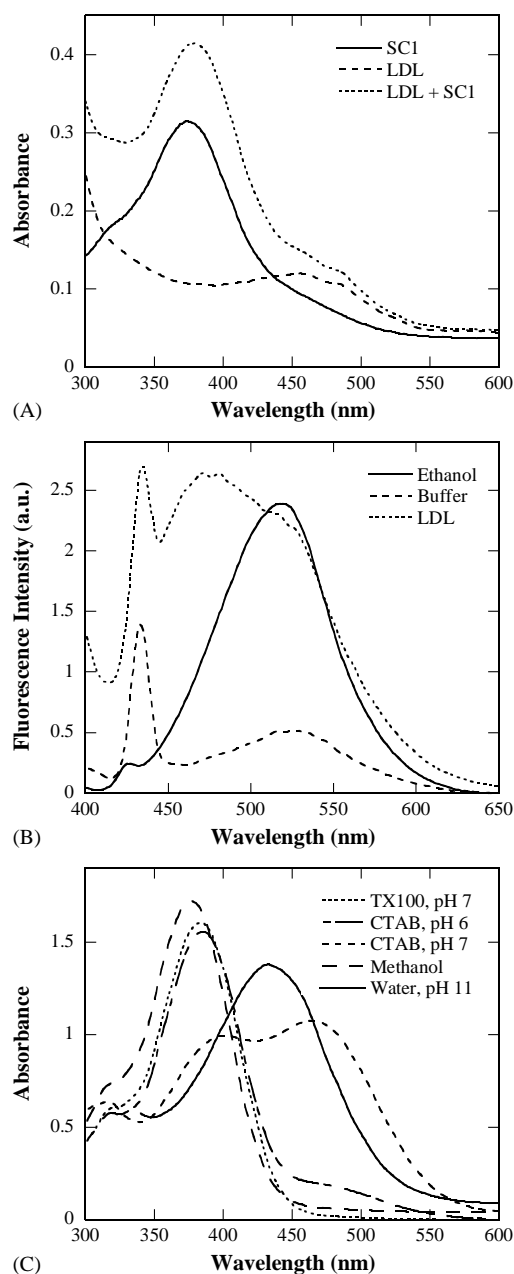 SC1
LDL
LDL + SC1
0.4
0.3
0.2
0.1
0
Absorbance
300 350 400 450 500 550 600
Wavelength (nm)
(A)
Ethanol
Buffer
LDL
2.5
2
1.5
1
0.5
0
Fluorescence Intensity (a.u.)
400 450 500 550 600 650
Wavelength (nm)
(B)
TX100, pH 7
CTAB, pH 6
CTAB, pH 7
Methanol
Water, pH 11
1.5
1
0.5
0
Absorbance
300 350 400 450 500 550 600
Wavelength (nm)
(C)